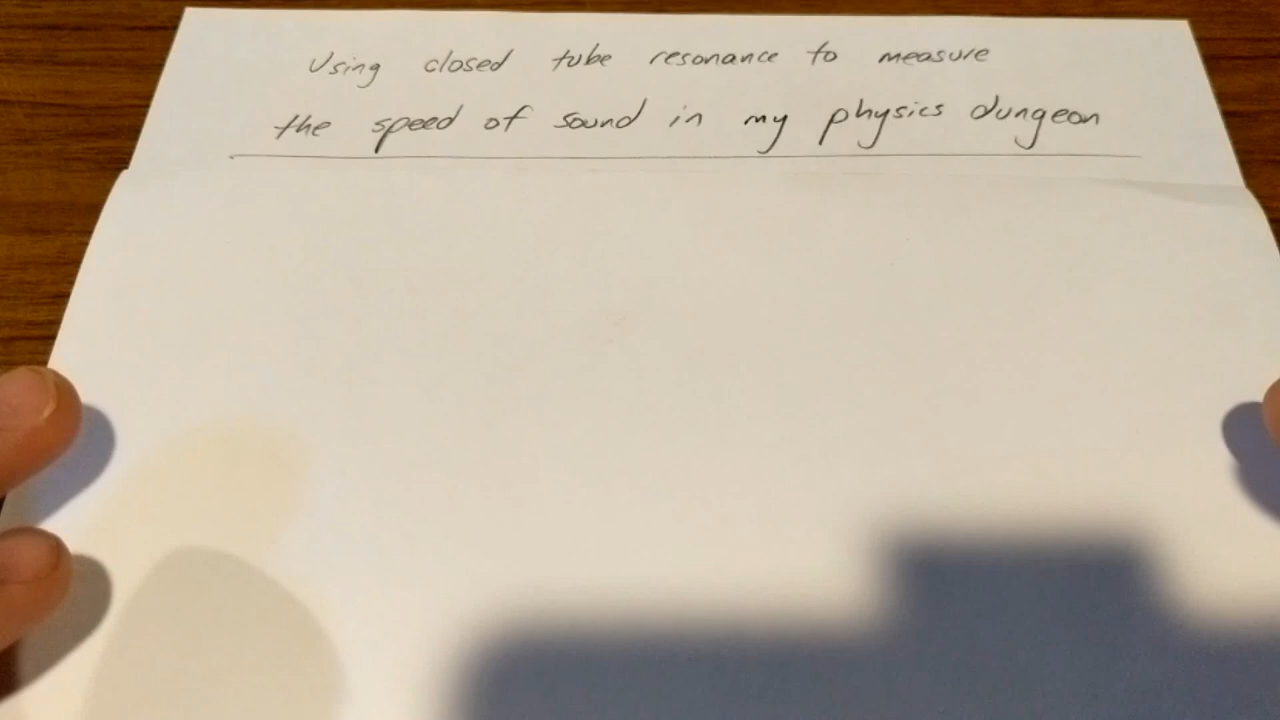 Using closed tube resonance to measure
the speed of sound in my physics dungeon